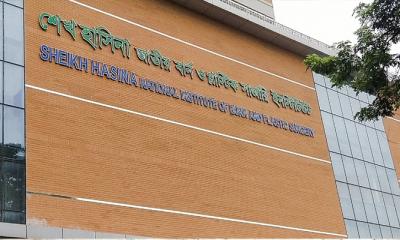 শেখ হাসিনা জাতীয় বার্ন ও প্লাস্টিক সার্জারি ইনস্টিটিউট
SHEIKH HASINA NATIONAL INSTITUTE OF BURN AND PLASTIC SURGERY